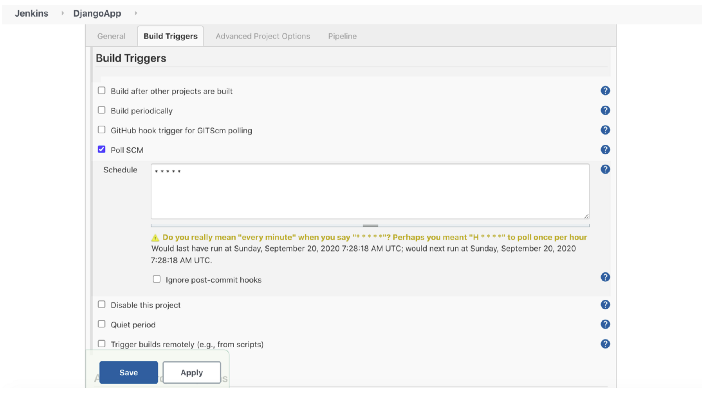 Jenkins › DjangoApp ›
General Build Triggers Advanced Project Options Pipeline
Build Triggers
Build after other projects are built
Build periodically
GitHub hook trigger for GITScm polling
Poll SCM
Schedule * * * * *
Do you really mean "every minute" when you say "* * * * *"? Perhaps you meant "H * * * *" to poll once per hour
Would last have run at Sunday, September 20, 2020 7:28:18 AM UTC; would next run at Sunday, September 20, 2020
7:28:18 AM UTC.
Ignore post-commit hooks
Disable this project
Quiet period
Trigger builds remotely (e.g., from scripts)
Save Apply